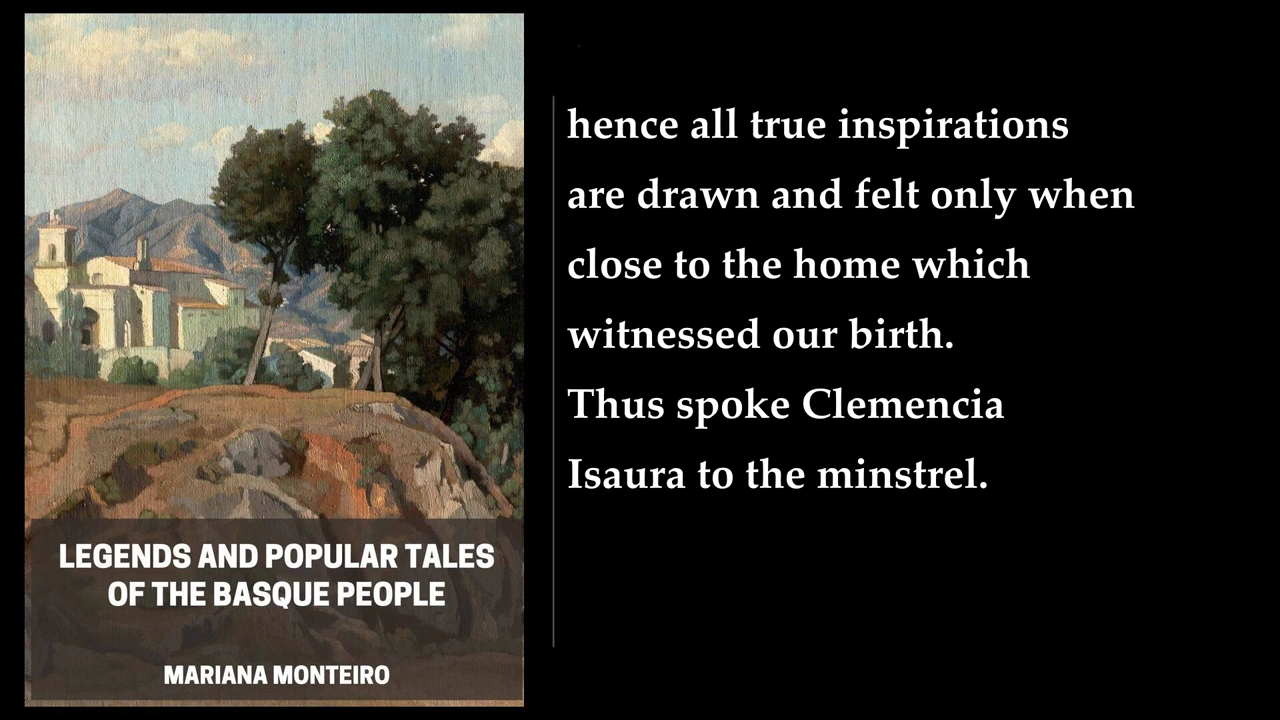 hence all true inspirations
are drawn and felt only when
close to the home which
witnessed our birth.
Thus spoke Clemencia
Isaura to the minstrel.
LEGENDS AND POPULAR TALES
OF THE BASQUE PEOPLE
MARIANA MONTEIRO